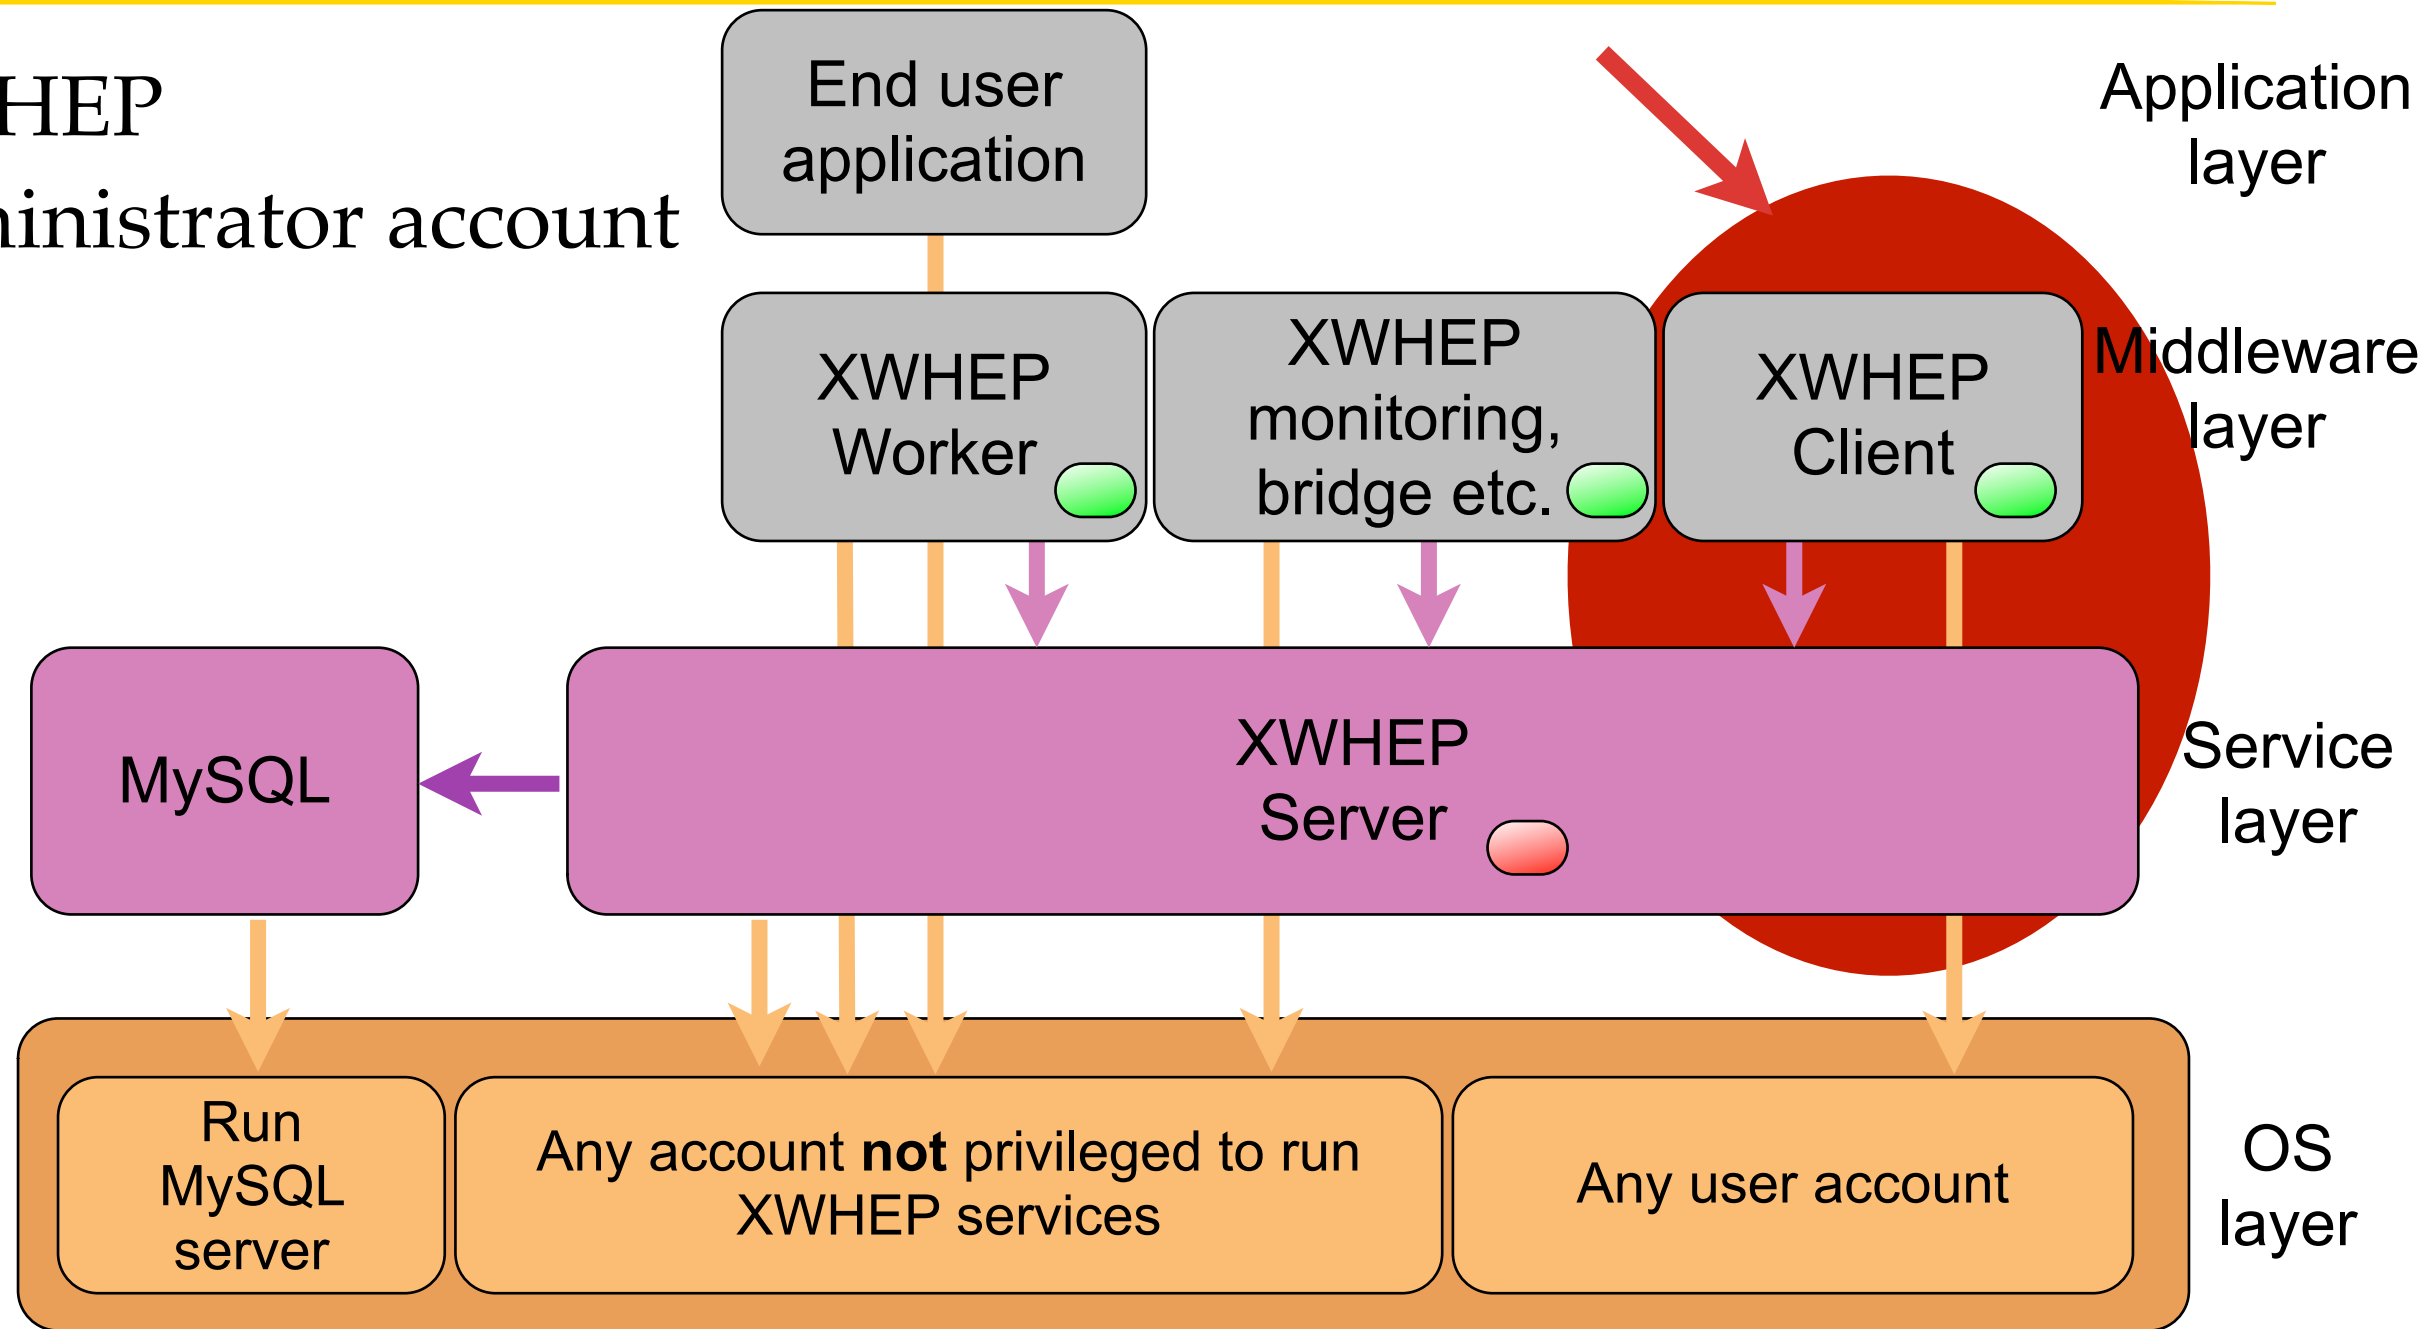 HEP
ninistrator account
End user
application
Application
layer
XWHEP
Worker
XWHEP
monitoring,
bridge etc.
XWHEP
Client
Middleware
layer
MySQL
XWHEP
Server
Service
layer
Run
MySQL
server
Any account not privileged to run
XWHEP services
Any user account
OS
layer